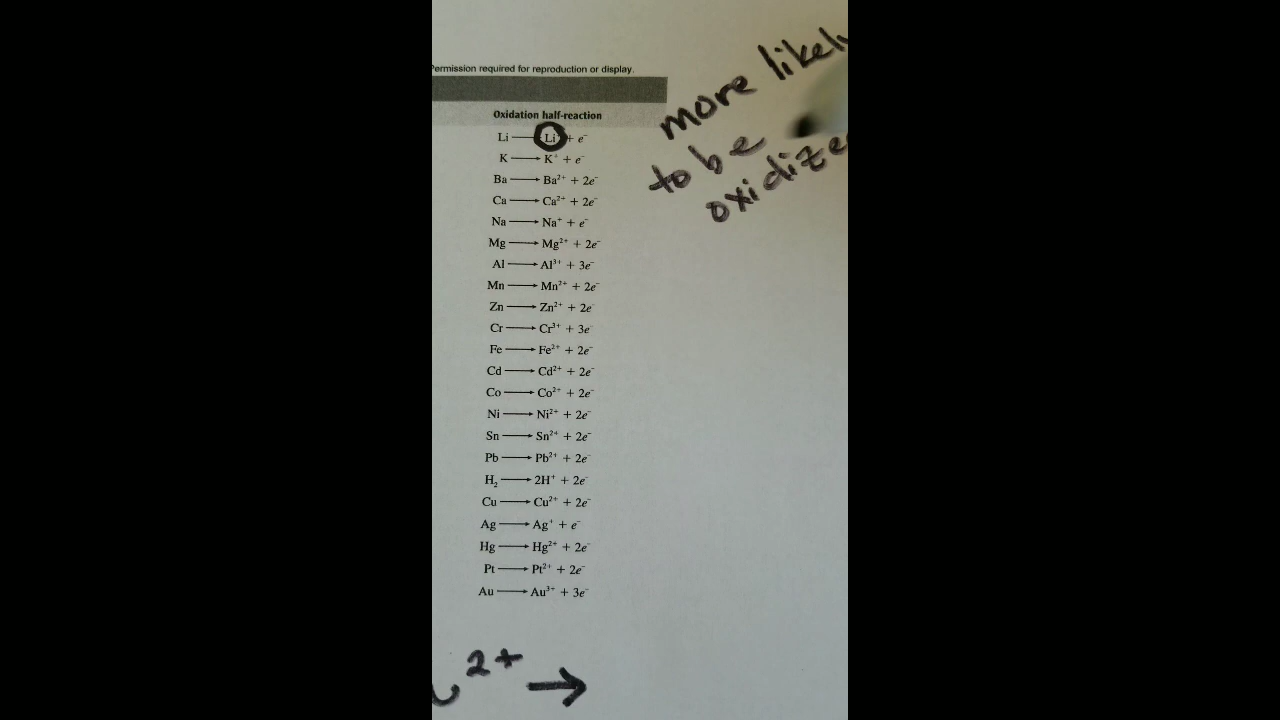 Permission required for reproduction or display.
Oxidation half-reaction
Li → Li⁺ + e⁻
K → K⁺ + e⁻
Ba → Ba²⁺ + 2e⁻
Ca → Ca²⁺ + 2e⁻
Na → Na⁺ + e⁻
Mg → Mg²⁺ + 2e⁻
Al → Al³⁺ + 3e⁻
Mn → Mn²⁺ + 2e⁻
Zn → Zn²⁺ + 2e⁻
Cr → Cr³⁺ + 3e⁻
Fe → Fe²⁺ + 2e⁻
Cd → Cd²⁺ + 2e⁻
Co → Co²⁺ + 2e⁻
Ni → Ni²⁺ + 2e⁻
Sn → Sn²⁺ + 2e⁻
Pb → Pb²⁺ + 2e⁻
H₂ → 2H⁺ + 2e⁻
Cu → Cu²⁺ + 2e⁻
Ag → Ag⁺ + e⁻
Hg → Hg²⁺ + 2e⁻
Pt → Pt²⁺ + 2e⁻
Au → Au³⁺ + 3e⁻
more likely
to be
oxidize
2+ →